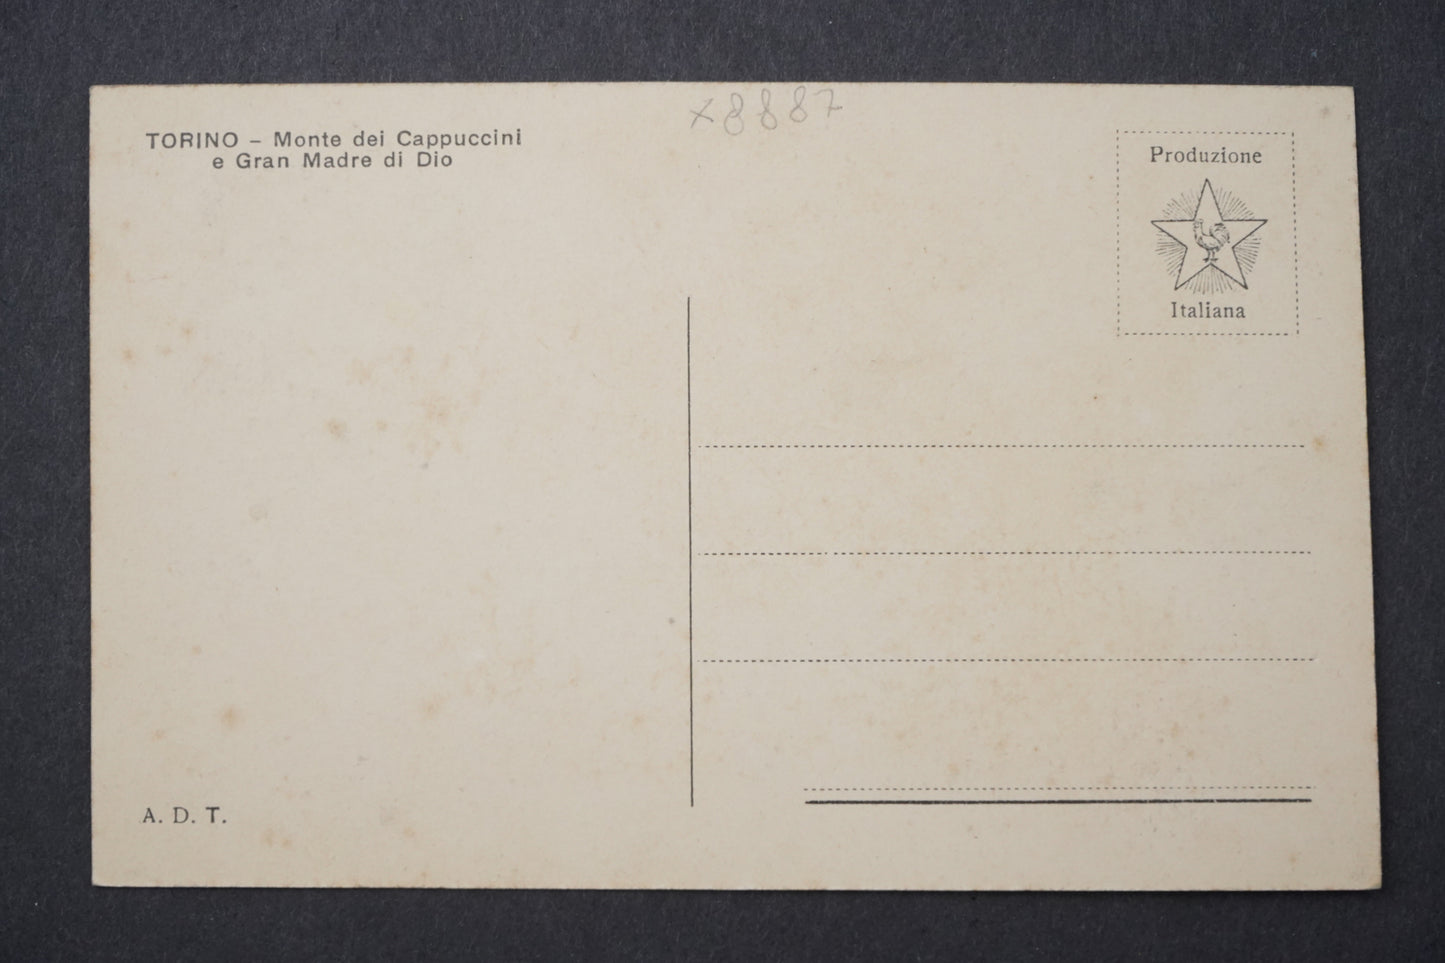 x8887
TORINO – Monte dei Cappuccini
e Gran Madre di Dio
Produzione
Italiana
A. D. T.